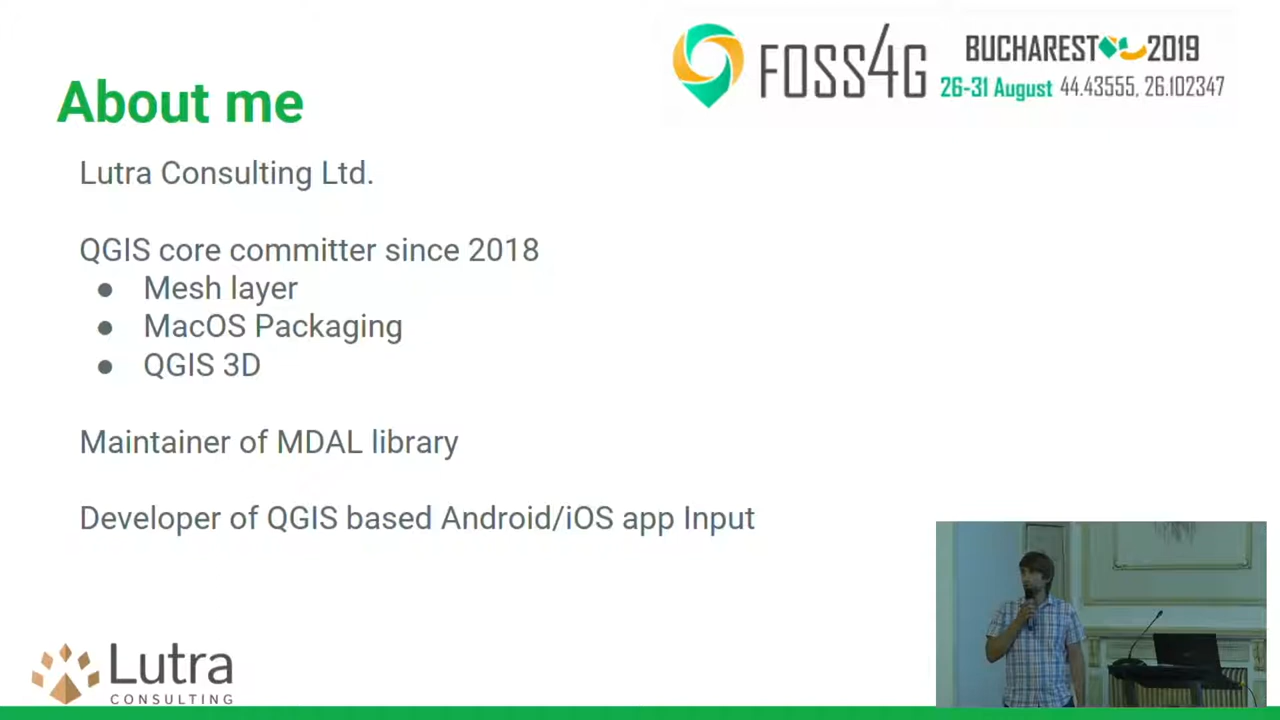 FOSS4G
BUCHAREST 2019
26-31 August 44.43555, 26.102347
About me
Lutra Consulting Ltd.
QGIS core committer since 2018
● Mesh layer
● MacOS Packaging
● QGIS 3D
Maintainer of MDAL library
Developer of QGIS based Android/iOS app Input
Lutra
CONSULTING